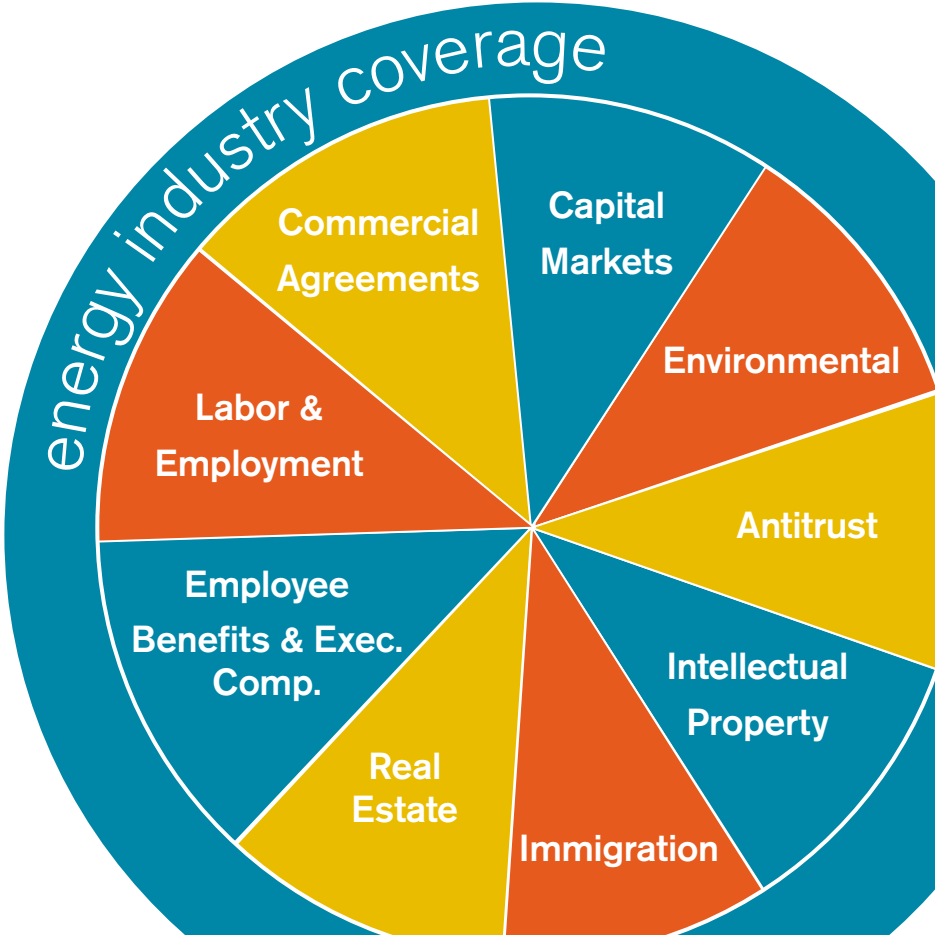 energy industry coverage
Capital
Markets
Commercial
Agreements
Environmental
Labor &
Employment
Antitrust
Employee
Benefits & Exec.
Comp.
Intellectual
Property
Real
Estate
Immigration